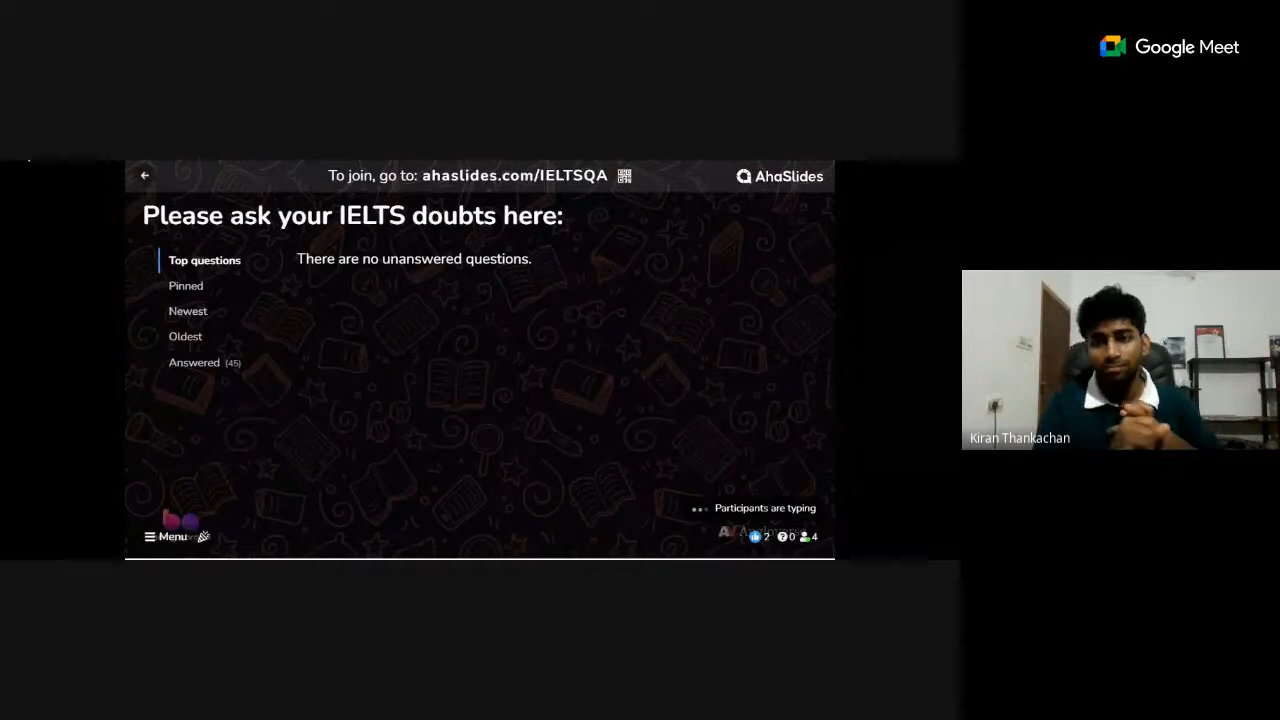 Google Meet
To join, go to: ahaslides.com/IELTSQA
AhaSlides
Please ask your IELTS doubts here:
Top questions
There are no unanswered questions.
Pinned
Newest
Oldest
Answered (45)
Kiran Thankachan
Participants are typing
Menu
2 0 4